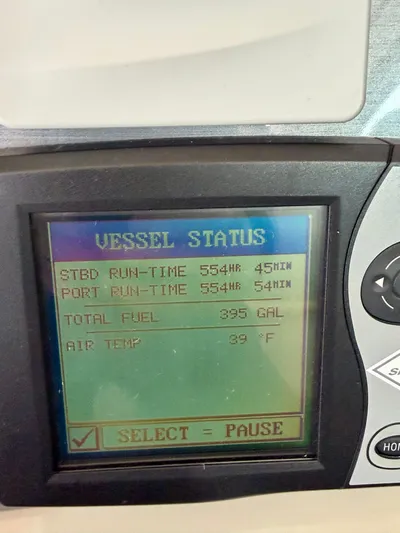 VESSEL STATUS
STBD RUN-TIME 554HR 45MIN
PORT RUN-TIME 554HR 54MIN
TOTAL FUEL 395 GAL
AIR TEMP 39 °F
SELECT = PAUSE